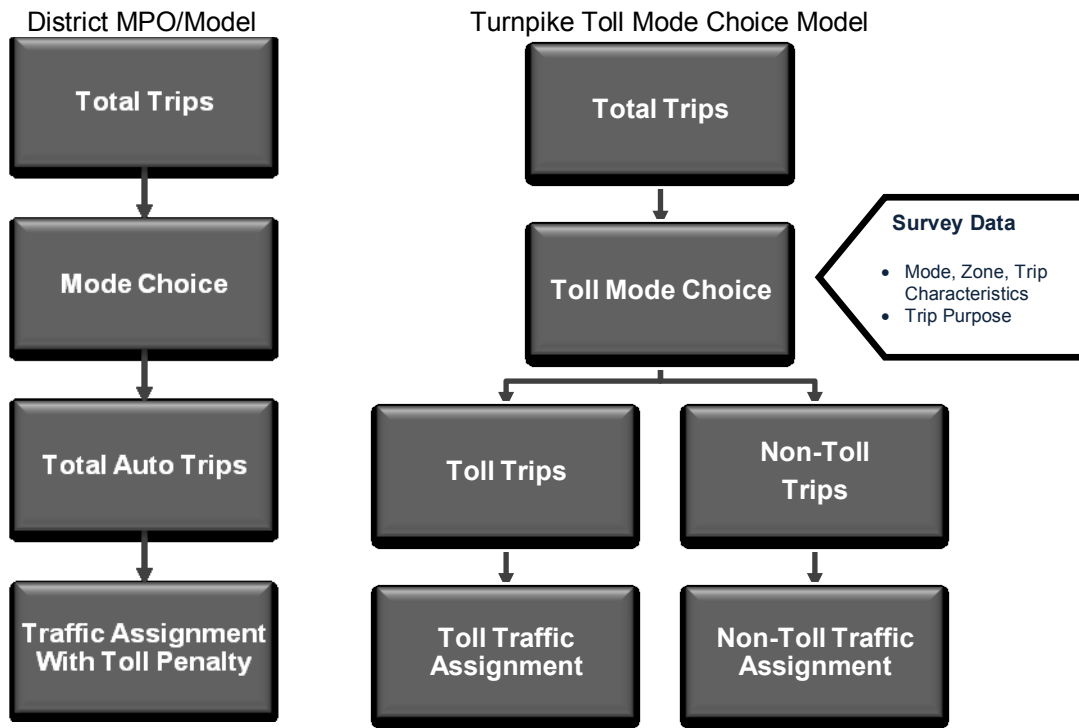 District MPO/Model
Total Trips
Mode Choice
Total Auto Trips
Traffic Assignment
With Toll Penalty
Turnpike Toll Mode Choice Model
Total Trips
Toll Mode Choice
Survey Data
• Mode, Zone, Trip
Characteristics
• Trip Purpose
Toll Trips
Non-Toll
Trips
Toll Traffic
Assignment
Non-Toll Traffic
Assignment